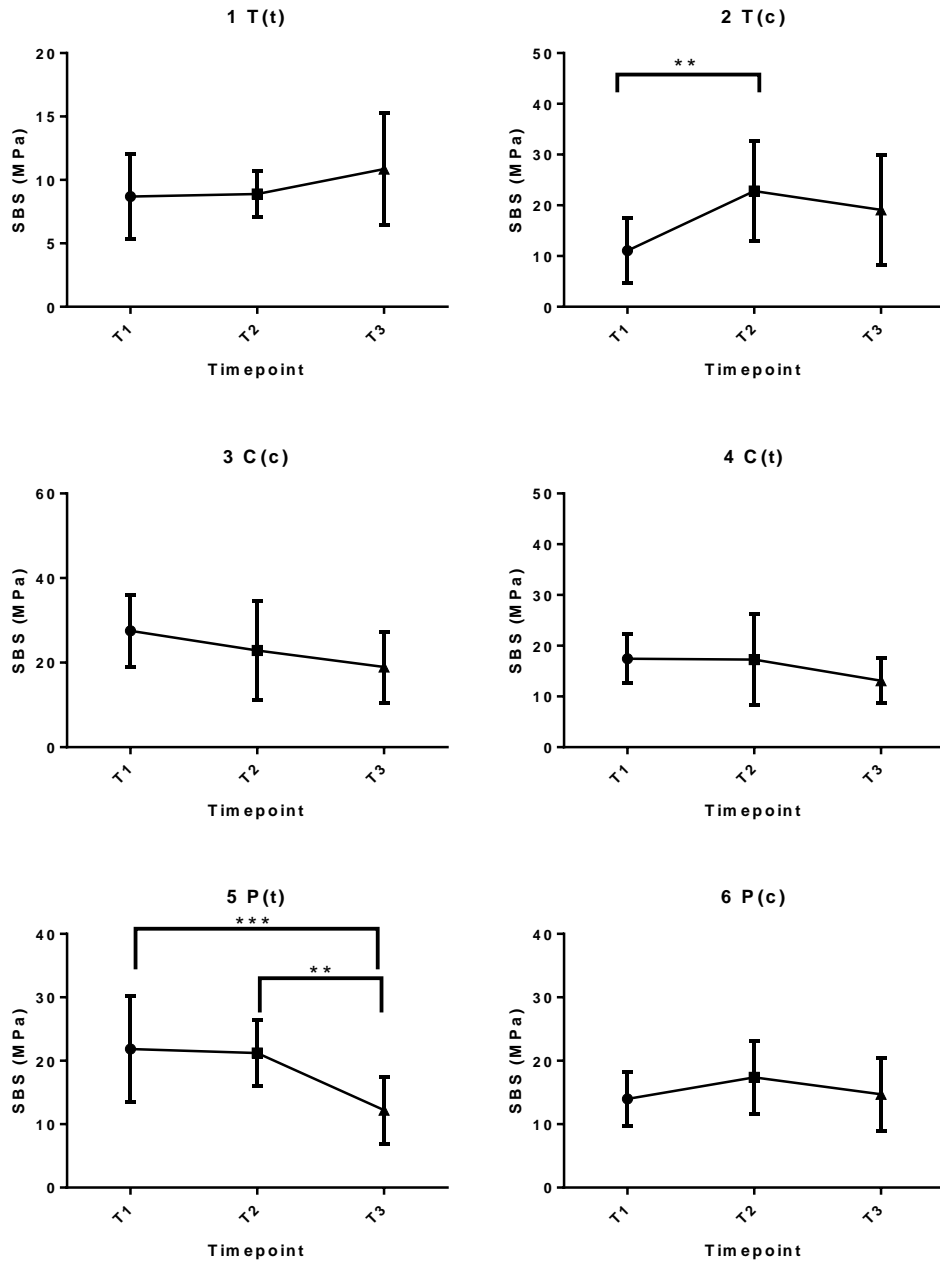 1 T(t)
SBS (MPa)
20
15
10
5
0
T1
T2
T3
Timepoint
2 T(c)
SBS (MPa)
50
40
30
20
10
0
**
T1
T2
T3
Timepoint
3 C(c)
SBS (MPa)
60
40
20
0
T1
T2
T3
Timepoint
4 C(t)
SBS (MPa)
50
40
30
20
10
0
T1
T2
T3
Timepoint
5 P(t)
SBS (MPa)
40
30
20
10
0
***
**
T1
T2
T3
Timepoint
6 P(c)
SBS (MPa)
40
30
20
10
0
T1
T2
T3
Timepoint